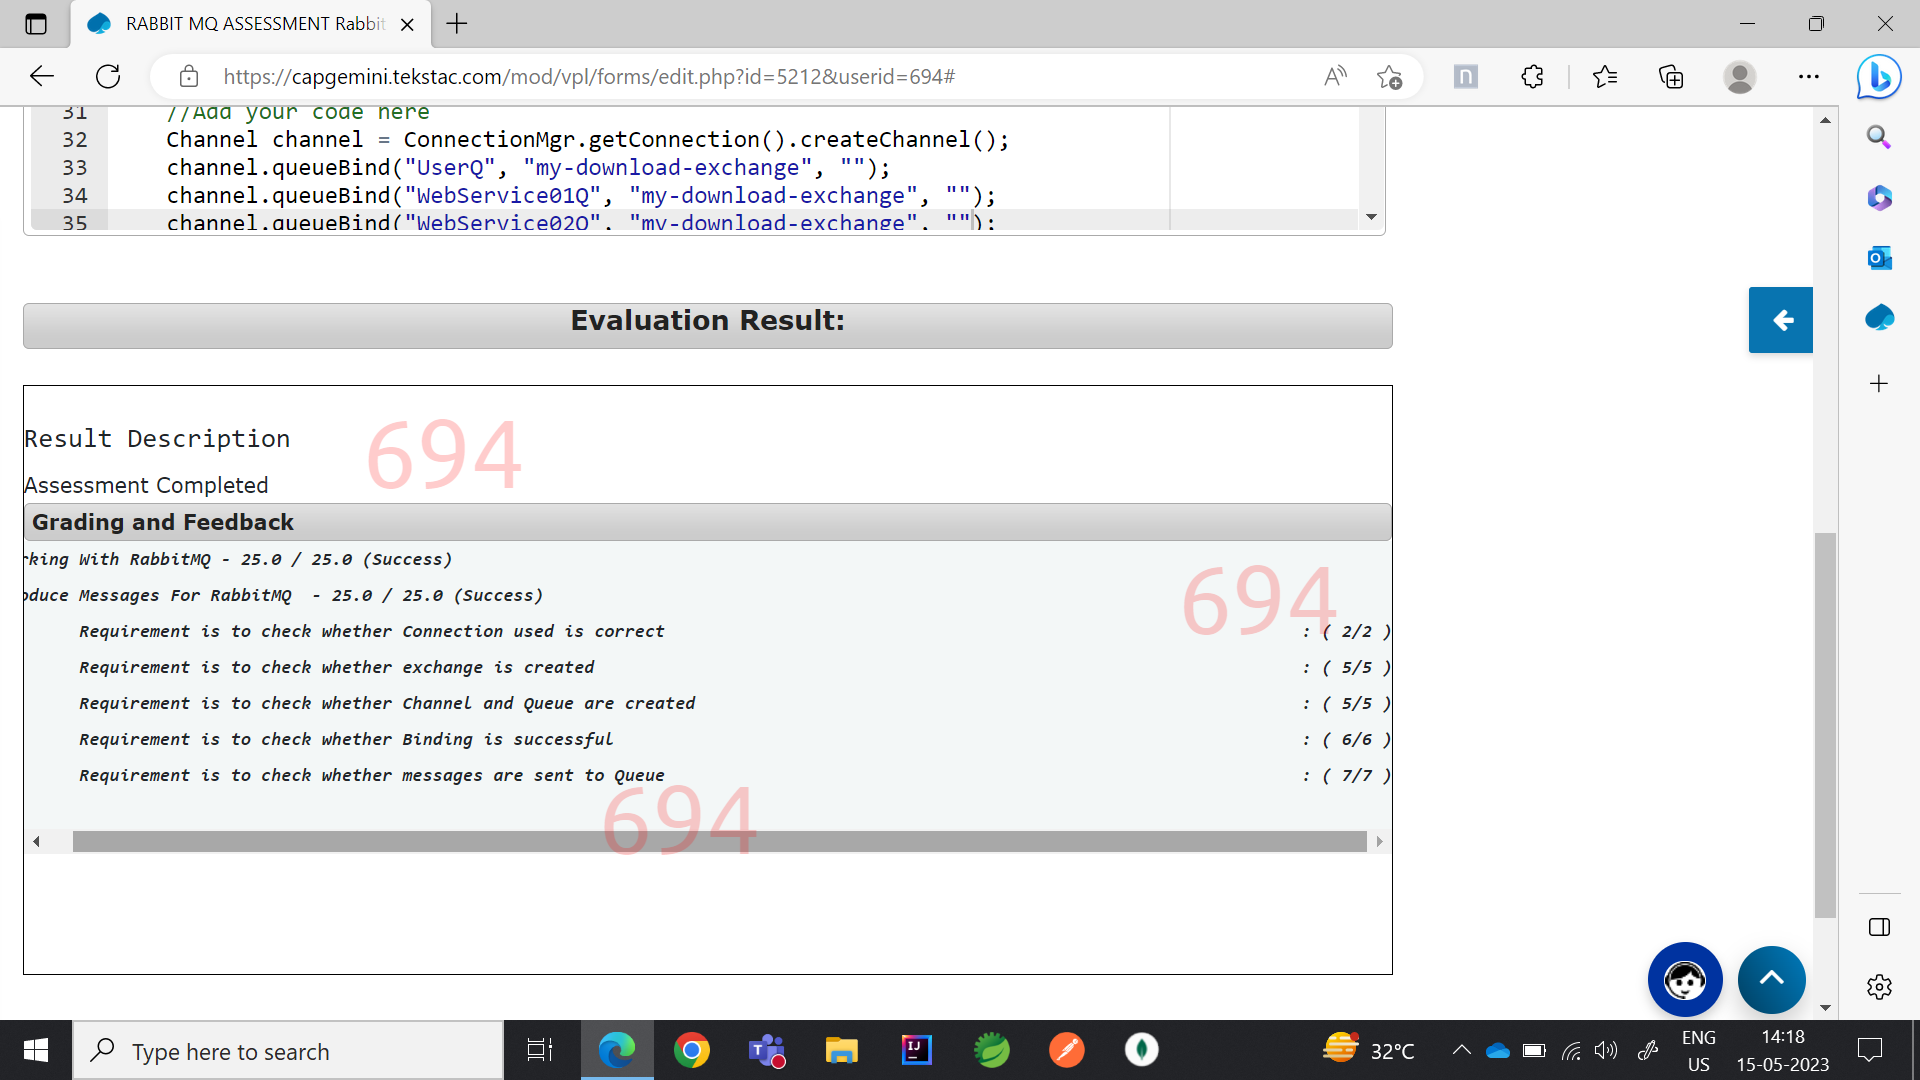 RABBIT MQ ASSESSMENT Rabbit
https://capgemini.tekstac.com/mod/vpl/forms/edit.php?id=5212&userid=694#
31 //Add your code here
32 Channel channel = ConnectionMgr.getConnection().createChannel();
33 channel.queueBind("UserQ", "my-download-exchange", "");
34 channel.queueBind("WebService01Q", "my-download-exchange", "");
35 channel.queueBind("WebService02Q", "my-download-exchange", "");
Evaluation Result:
694
Result Description
Assessment Completed
Grading and Feedback
rking With RabbitMQ - 25.0 / 25.0 (Success)
694
oduce Messages For RabbitMQ - 25.0 / 25.0 (Success)
Requirement is to check whether Connection used is correct : ( 2/2 )
Requirement is to check whether exchange is created : ( 5/5 )
Requirement is to check whether Channel and Queue are created : ( 5/5 )
Requirement is to check whether Binding is successful : ( 6/6 )
Requirement is to check whether messages are sent to Queue : ( 7/7 )
694
Type here to search
32°C
ENG
US
14:18
15-05-2023